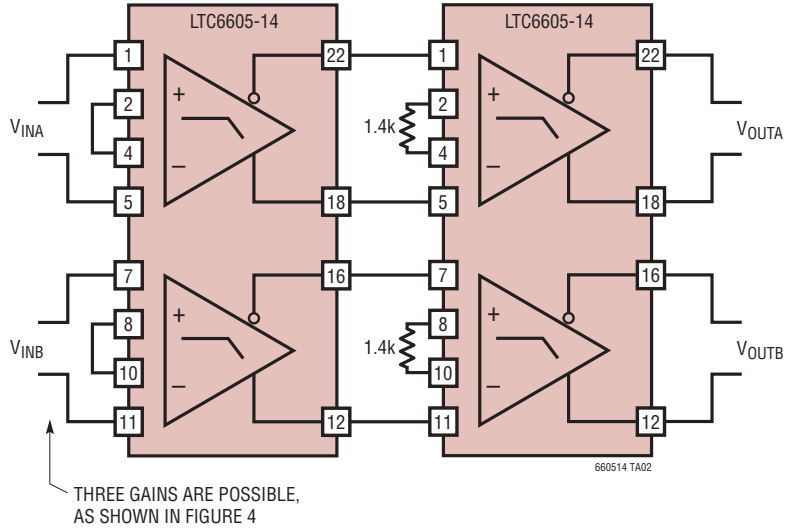 LTC6605-14
LTC6605-14
1
22
1
22
+
+
2
2
VINA
1.4k
VOUTA
4
4
–
–
5
18
5
18
7
16
7
16
+
+
8
8
VINB
1.4k
VOUTB
10
10
–
–
11
12
11
12
660514 TA02
THREE GAINS ARE POSSIBLE,
AS SHOWN IN FIGURE 4